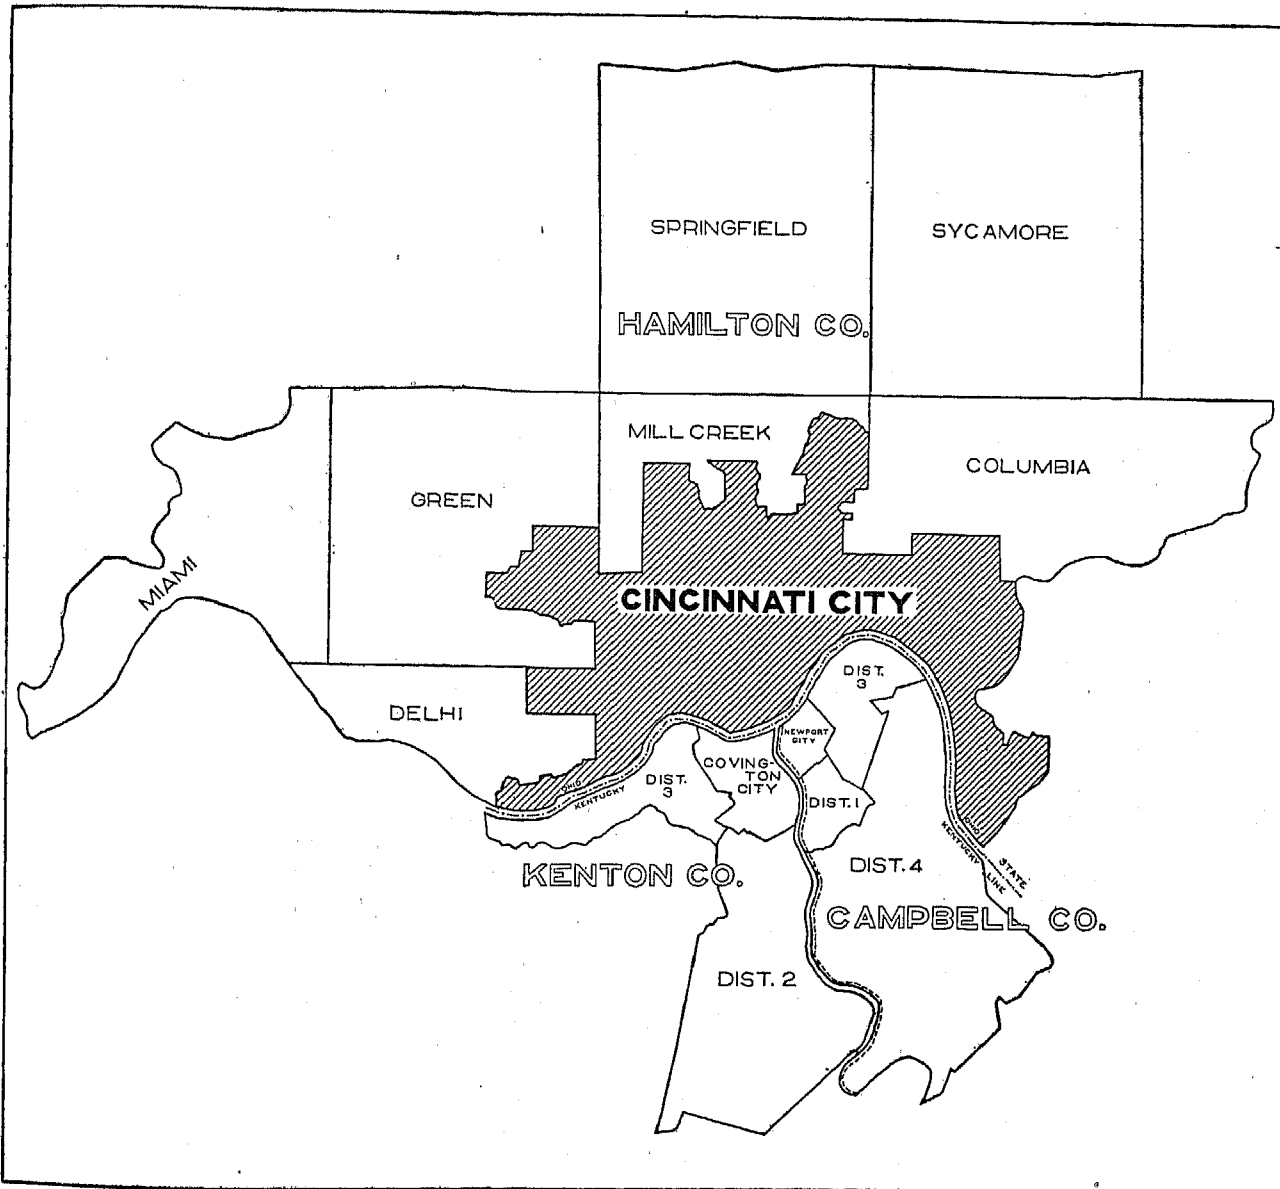 SPRINGFIELD
SYCAMORE
HAMILTON CO.
MILL CREEK
COLUMBIA
GREEN
MIAMI
CINCINNATI CITY
DIST.
3
DELHI
NEWPORT
CITY
COVING-
TON
CITY
DIST.
3
OHIO
KENTUCKY
DIST. 1
OHIO
KENTUCKY
STATE
LINE
DIST. 4
KENTON CO.
CAMPBELL CO.
DIST. 2